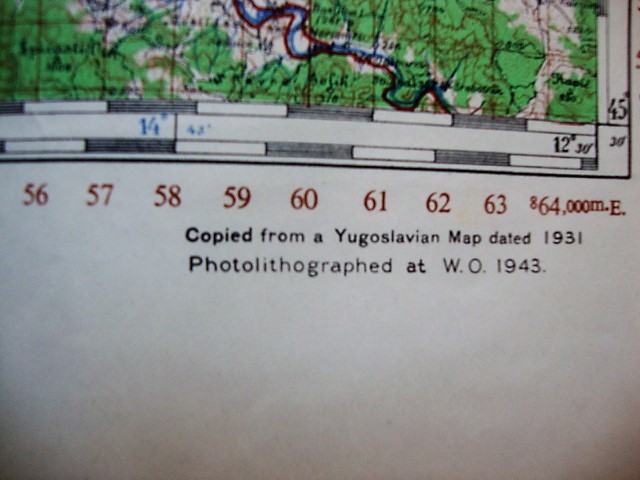 14° 45'
45°
12° 30'
30'
56 57 58 59 60 61 62 63 ⁸64,000m.E.
Copied from a Yugoslavian Map dated 1931
Photolithographed at W.O. 1943.